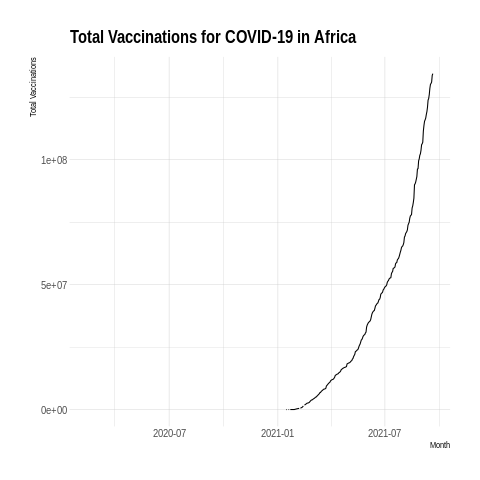 Total Vaccinations for COVID-19 in Africa
Total Vaccinations
1e+08
5e+07
0e+00
2020-07 2021-01 2021-07
Month